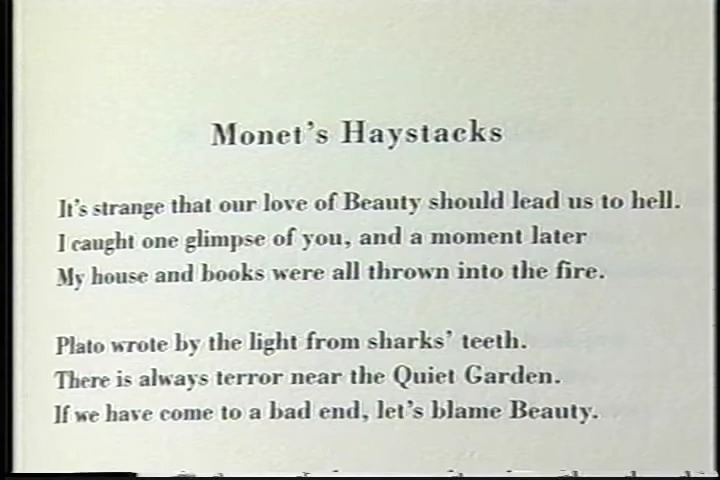 Monet's Haystacks
It's strange that our love of Beauty should lead us to hell.
I caught one glimpse of you, and a moment later
My house and books were all thrown into the fire.
Plato wrote by the light from sharks' teeth.
There is always terror near the Quiet Garden.
If we have come to a bad end, let's blame Beauty.